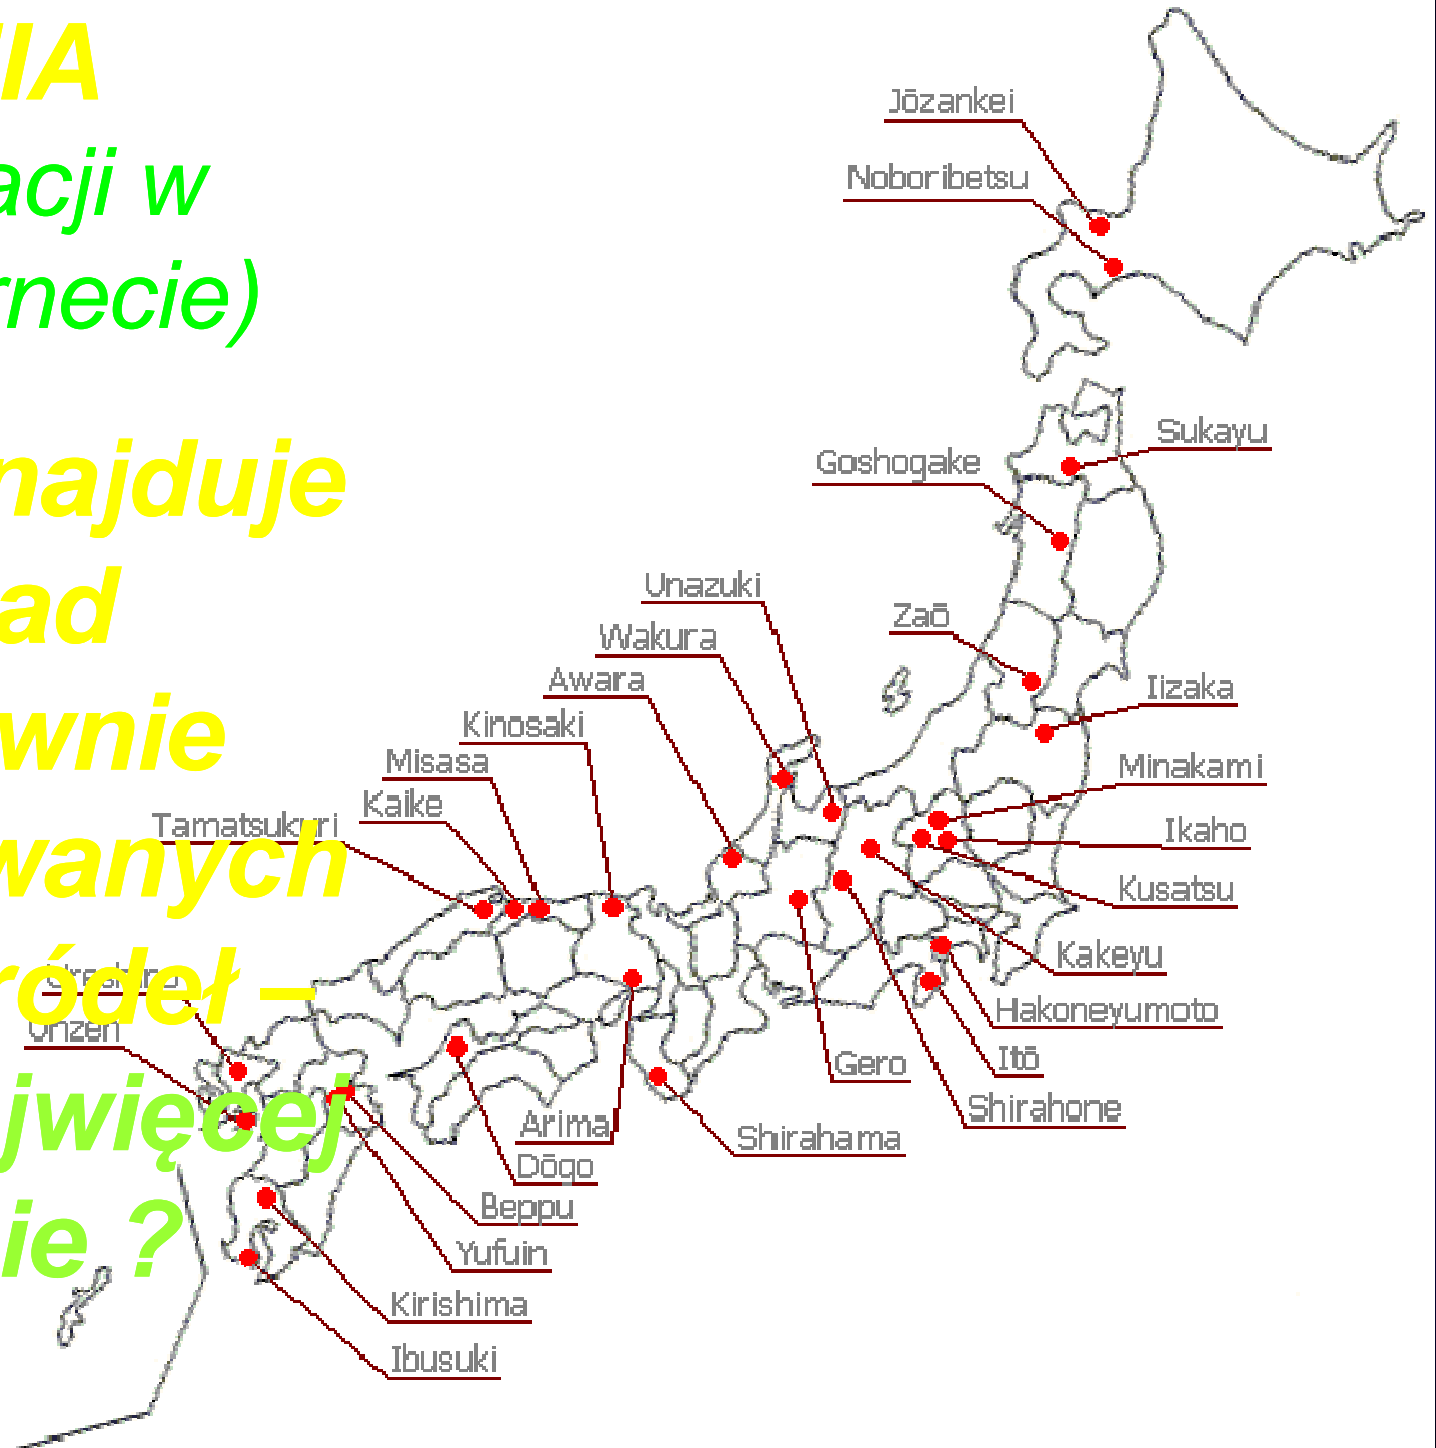 IA
acji w
rnecie)
najduje
ad
wnie
wanych
ródeł –
jwięcej
ie ?
Jōzankei
Noboribetsu
Sukayu
Goshogake
Unazuki
Zaō
Wakura
Awara
Iizaka
Kinosaki
Misasa
Minakami
Kaike
Tamatsukuri
Ikaho
Kusatsu
Kakeyu
Hakoneyumoto
Unzen
Itō
Gero
Shirahone
Arima
Shirahama
Dōgo
Beppu
Yufuin
Kirishima
Ibusuki